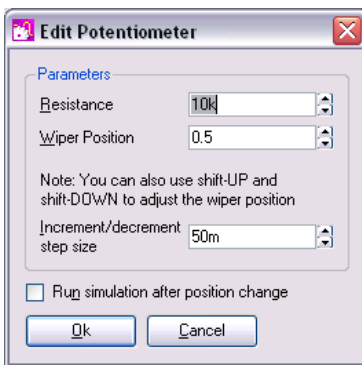 Edit Potentiometer
Parameters
Resistance 10k
Wiper Position 0.5
Note: You can also use shift-UP and
shift-DOWN to adjust the wiper position
Increment/decrement
step size 50m
Run simulation after position change
Ok Cancel